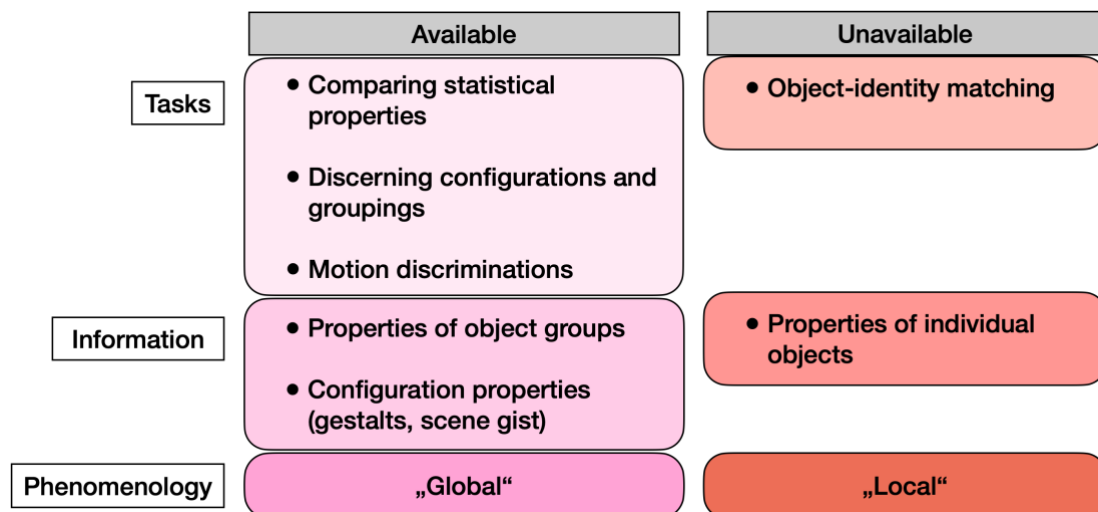 Available
Unavailable
Tasks
• Comparing statistical
properties
• Discerning configurations and
groupings
• Motion discriminations
• Object-identity matching
Information
• Properties of object groups
• Configuration properties
(gestalts, scene gist)
• Properties of individual
objects
Phenomenology
„Global“
„Local“